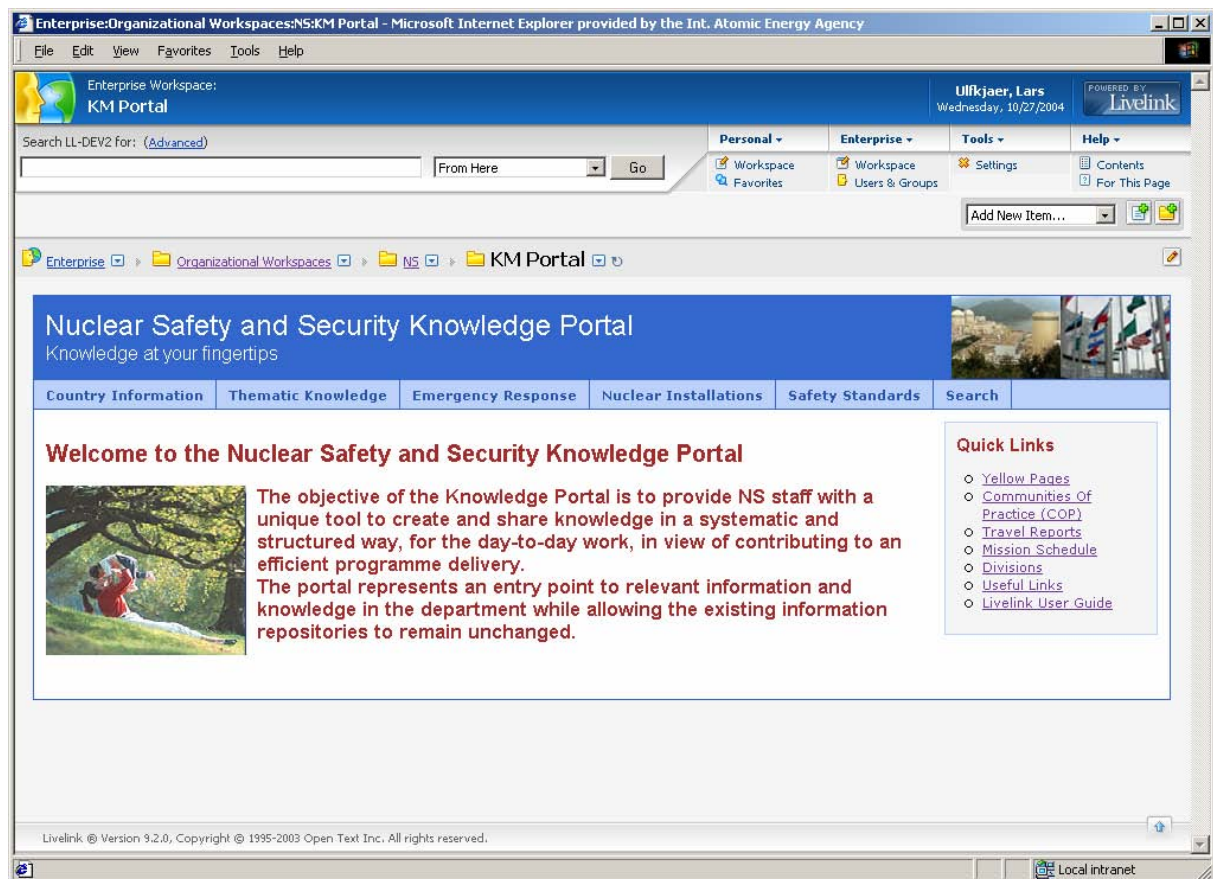 Enterprise:Organizational Workspaces:NS:KM Portal - Microsoft Internet Explorer provided by the Int. Atomic Energy Agency
File Edit View Favorites Tools Help
Enterprise Workspace:
KM Portal
Ulfkjaer, Lars
Wednesday, 10/27/2004
POWERED BY
Livelink
Search LL-DEV2 for: (Advanced)
From Here
Go
Personal
Enterprise
Tools
Help
Workspace
Workspace
Settings
Contents
Favorites
Users & Groups
For This Page
Add New Item...
Enterprise Organizational Workspaces NS KM Portal
Nuclear Safety and Security Knowledge Portal
Knowledge at your fingertips
Country Information Thematic Knowledge Emergency Response Nuclear Installations Safety Standards Search
Welcome to the Nuclear Safety and Security Knowledge Portal
The objective of the Knowledge Portal is to provide NS staff with a
unique tool to create and share knowledge in a systematic and
structured way, for the day-to-day work, in view of contributing to an
efficient programme delivery.
The portal represents an entry point to relevant information and
knowledge in the department while allowing the existing information
repositories to remain unchanged.
Quick Links
Yellow Pages
Communities Of
Practice (COP)
Travel Reports
Mission Schedule
Divisions
Useful Links
Livelink User Guide
Livelink ® Version 9.2.0, Copyright © 1995-2003 Open Text Inc. All rights reserved.
Local intranet